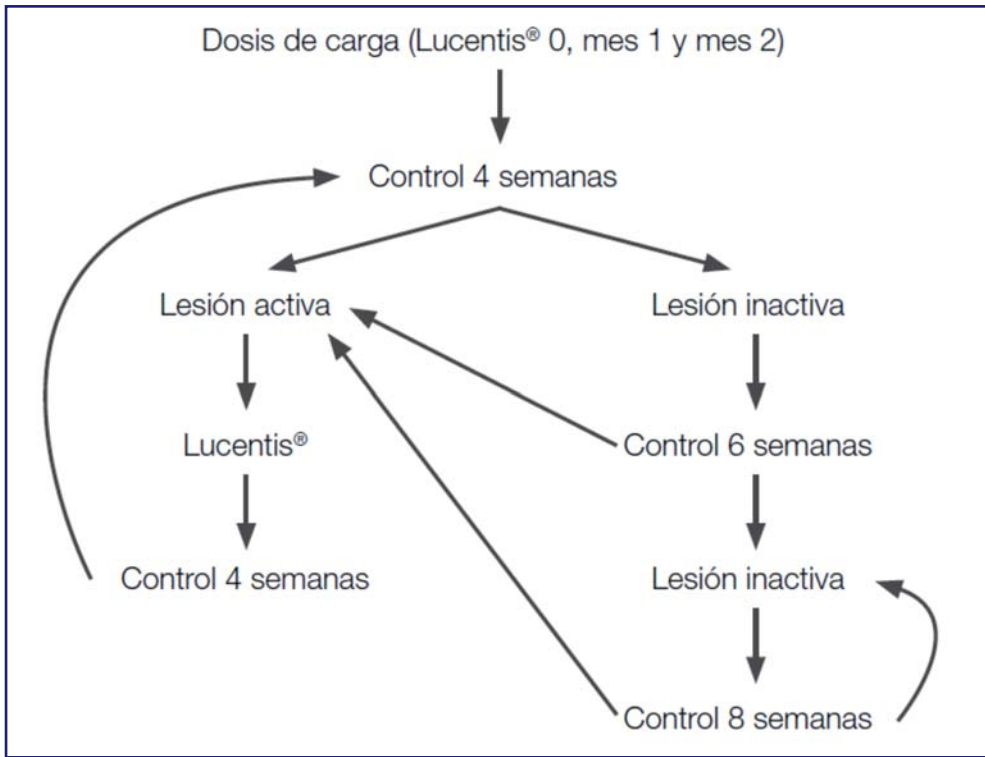 Dosis de carga (Lucentis® 0, mes 1 y mes 2)
Control 4 semanas
Lesión activa
Lesión inactiva
Lucentis®
Control 6 semanas
Control 4 semanas
Lesión inactiva
Control 8 semanas